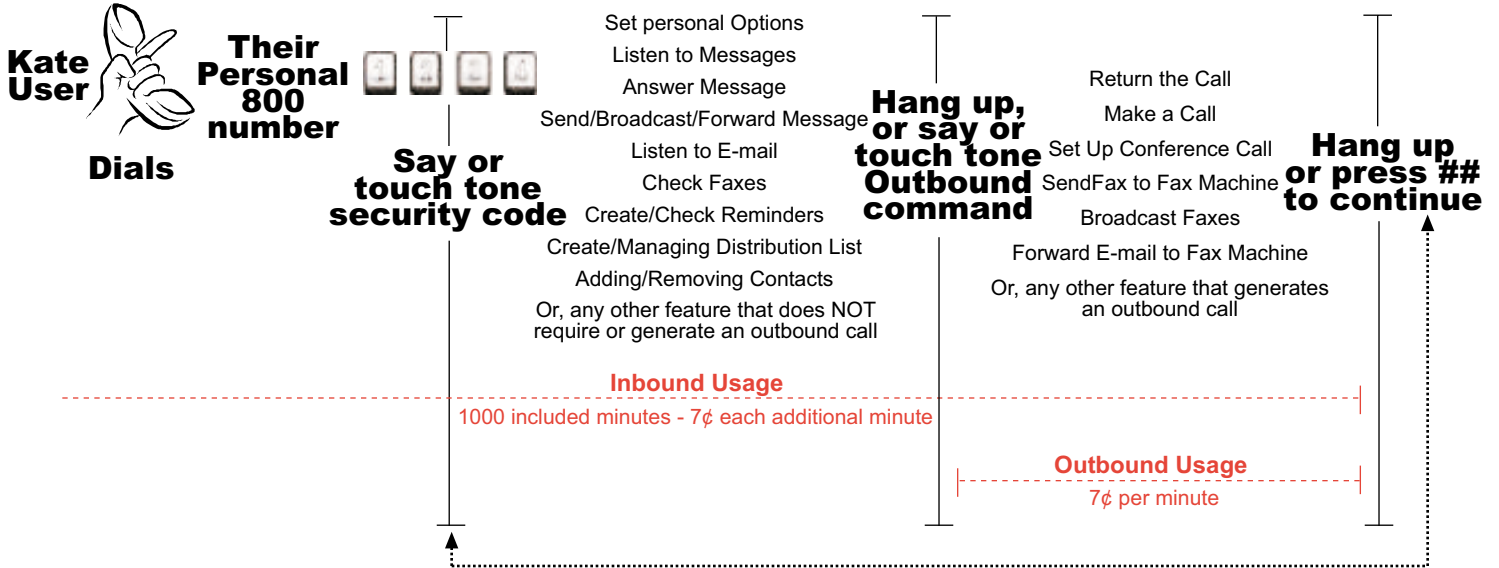 Kate
User
Dials
Their
Personal
800
number
Say or
touch tone
security code
Set personal Options
Listen to Messages
Answer Message
Send/Broadcast/Forward Message
Listen to E-mail
Check Faxes
Create/Check Reminders
Create/Managing Distribution List
Adding/Removing Contacts
Or, any other feature that does NOT
require or generate an outbound call
Hang up,
or say or
touch tone
Outbound
command
Return the Call
Make a Call
Set Up Conference Call
SendFax to Fax Machine
Broadcast Faxes
Forward E-mail to Fax Machine
Or, any other feature that generates
an outbound call
Hang up
or press ##
to continue
Inbound Usage
1000 included minutes - 7¢ each additional minute
Outbound Usage
7¢ per minute